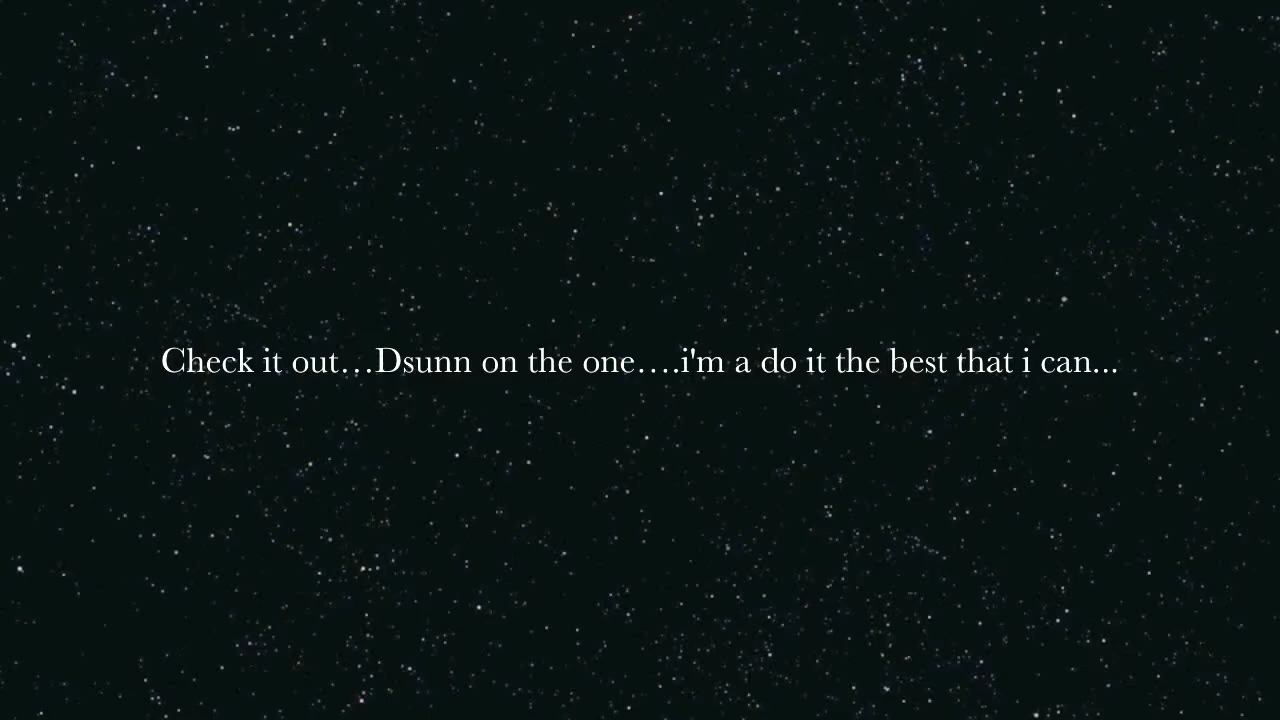 Check it out…Dsunn on the one….i'm a do it the best that i can...